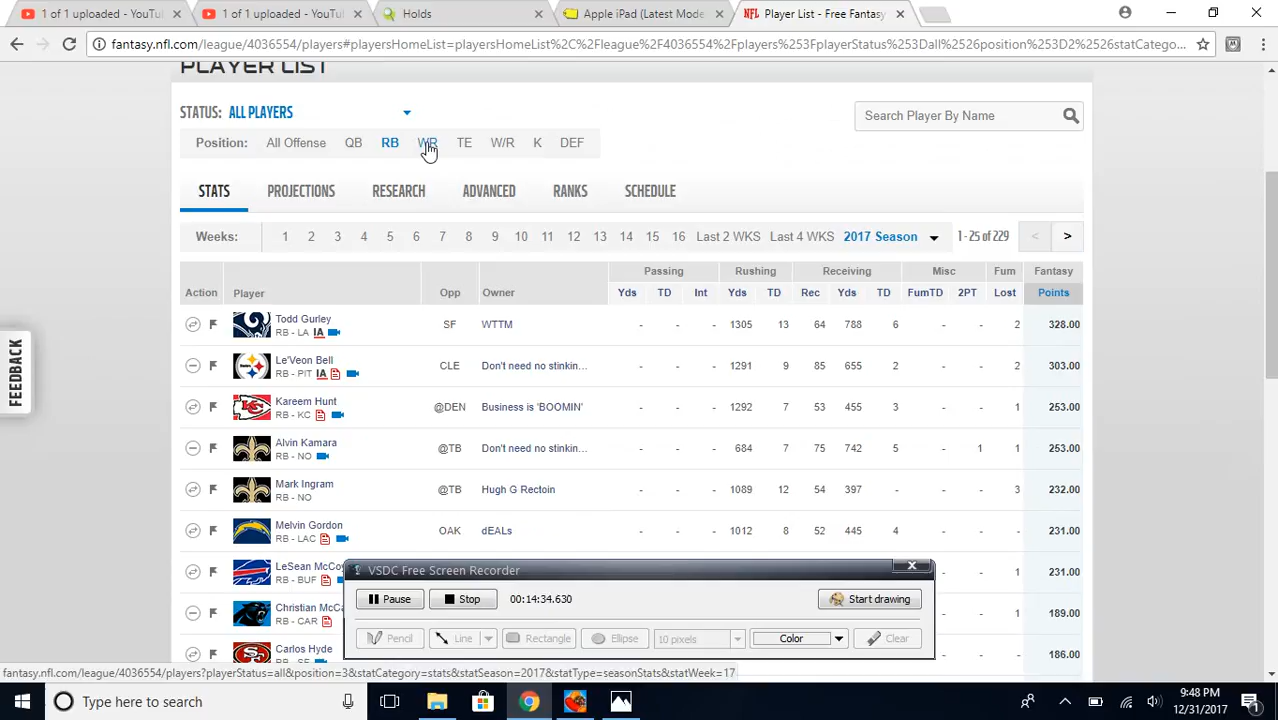 1 of 1 uploaded - YouTu
1 of 1 uploaded - YouTu
Holds
Apple iPad (Latest Mode
Player List - Free Fantasy
fantasy.nfl.com/league/4036554/players#playersHomeList=playersHomeList%2C%2Fleague%2F4036554%2Fplayers%253FplayerStatus%253Dall%2526position%253D2%2526statCatego...
PLAYER LIST
STATUS: ALL PLAYERS
Search Player By Name
Position: All Offense QB RB WR TE W/R K DEF
STATS PROJECTIONS RESEARCH ADVANCED RANKS SCHEDULE
Weeks: 1 2 3 4 5 6 7 8 9 10 11 12 13 14 15 16 Last 2 WKS Last 4 WKS 2017 Season 1-25 of 229 < >
Passing Rushing Receiving Misc Fum Fantasy
Action Player Opp Owner Yds TD Int Yds TD Rec Yds TD FumTD 2PT Lost Points
Todd Gurley
RB - LA IA
SF WTTM - - - 1305 13 64 788 6 - - 2 328.00
Le'Veon Bell
RB - PIT IA
CLE Don't need no stinkin... - - - 1291 9 85 655 2 - - 2 303.00
Kareem Hunt
RB - KC
@DEN Business is 'BOOMIN' - - - 1292 7 53 455 3 - - 1 253.00
Alvin Kamara
RB - NO
@TB Don't need no stinkin... - - - 684 7 75 742 5 - 1 1 253.00
Mark Ingram
RB - NO
@TB Hugh G Rectoin - - - 1089 12 54 397 - - - 3 232.00
Melvin Gordon
RB - LAC
OAK dEALs - - - 1012 8 52 445 4 - - - 231.00
LeSean McCo
RB - BUF
231.00
Christian McCa
RB - CAR
189.00
Carlos Hyde
RB - SF
186.00
FEEDBACK
VSDC Free Screen Recorder
Pause Stop 00:14:34.630 Start drawing
Pencil Line Rectangle Ellipse 10 pixels Color Clear
fantasy.nfl.com/league/4036554/players?playerStatus=all&position=3&statCategory=stats&statSeason=2017&statType=seasonStats&statWeek=17
Type here to search
9:48 PM
12/31/2017
1